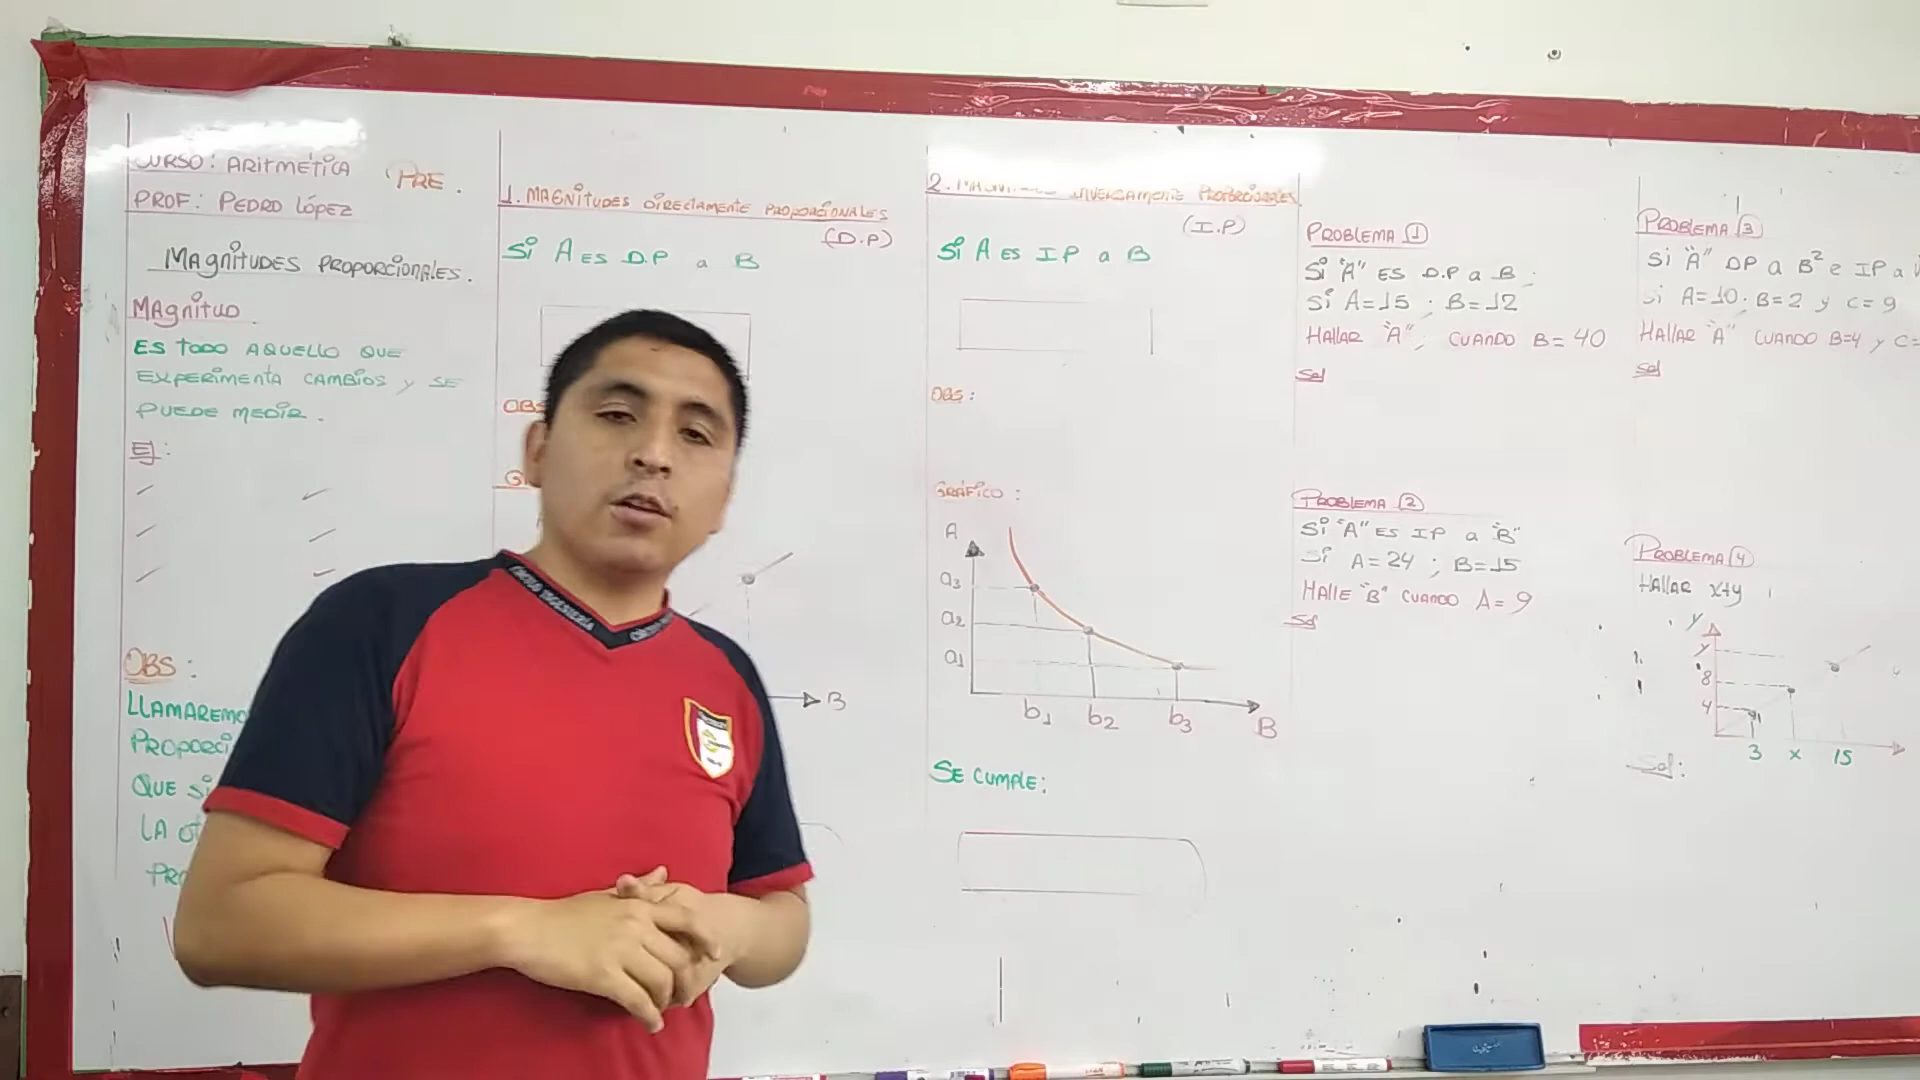 CURSO: ARITMÉTICA
PRE.
PROF: PEDRO LÓPEZ
MAGNITUDES PROPORCIONALES.
MAGNITUD
ES TODO AQUELLO QUE
EXPERIMENTA CAMBIOS Y SE
PUEDE MEDIR.
EJ:
OBS:
LLAMAREMO
PROPORCI
QUE SI
LA OT
PRO
1. MAGNITUDES DIRECTAMENTE PROPORCIONALES
(D.P)
Si A ES D.P a B
OBS
B
2. INVERSAMENTE PROPORCIONALES
(I.P)
Si A ES I.P a B
OBS:
GRÁFICO:
A
a3
a2
a1
b1 b2 b3 B
SE CUMPLE:
PROBLEMA 1
Si "A" ES D.P a B;
Si A=15; B=12
HALLAR "A", CUANDO B=40
Sol
PROBLEMA 2
Si "A" ES I.P a "B"
Si A=24; B=15
HALLE "B" CUANDO A=9
Sol
PROBLEMA 3
Si "A" DP a B² e IP a
Si A=10; B=2 y C=9
HALLAR "A" CUANDO B=4 y C=
Sol
PROBLEMA 4
HALLAR x+y
y
y
8
4
3 x 15
Sol: